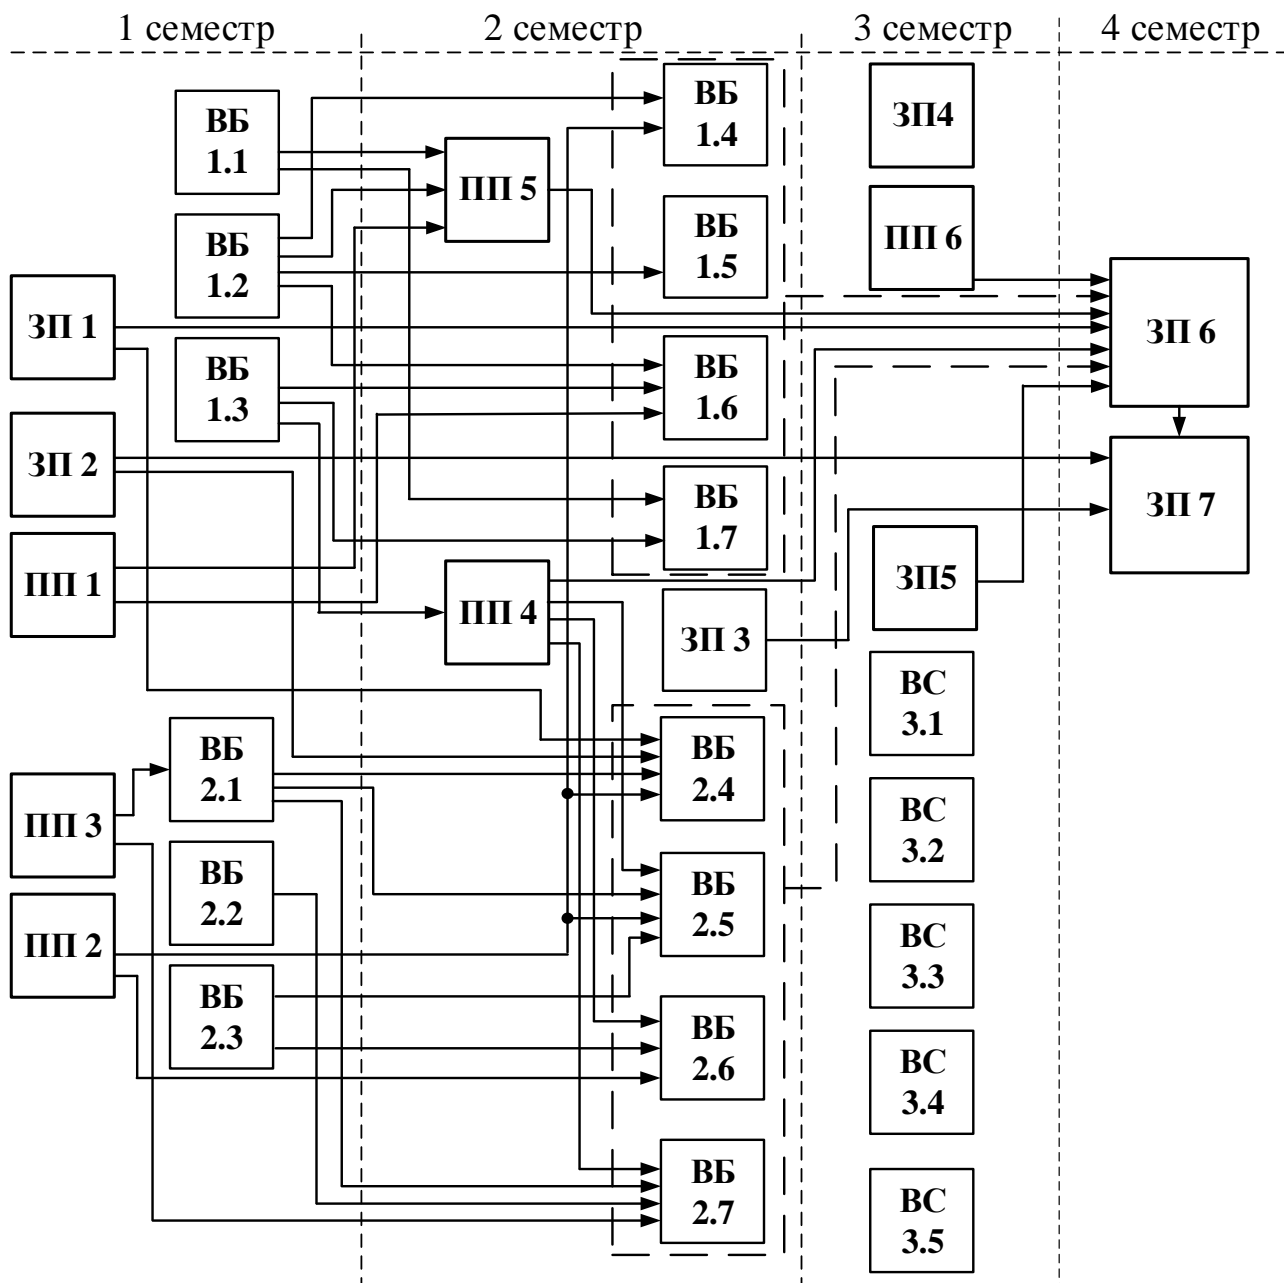 1 семестр
2 семестр
3 семестр
4 семестр
ВБ
1.1
ВБ
1.2
ЗП 1
ВБ
1.3
ЗП 2
ПП 1
ВБ
2.1
ПП 3
ВБ
2.2
ПП 2
ВБ
2.3
ПП 5
ПП 4
ВБ
1.4
ВБ
1.5
ВБ
1.6
ВБ
1.7
ЗП 3
ВБ
2.4
ВБ
2.5
ВБ
2.6
ВБ
2.7
ЗП4
ПП 6
ЗП5
ВС
3.1
ВС
3.2
ВС
3.3
ВС
3.4
ВС
3.5
ЗП 6
ЗП 7